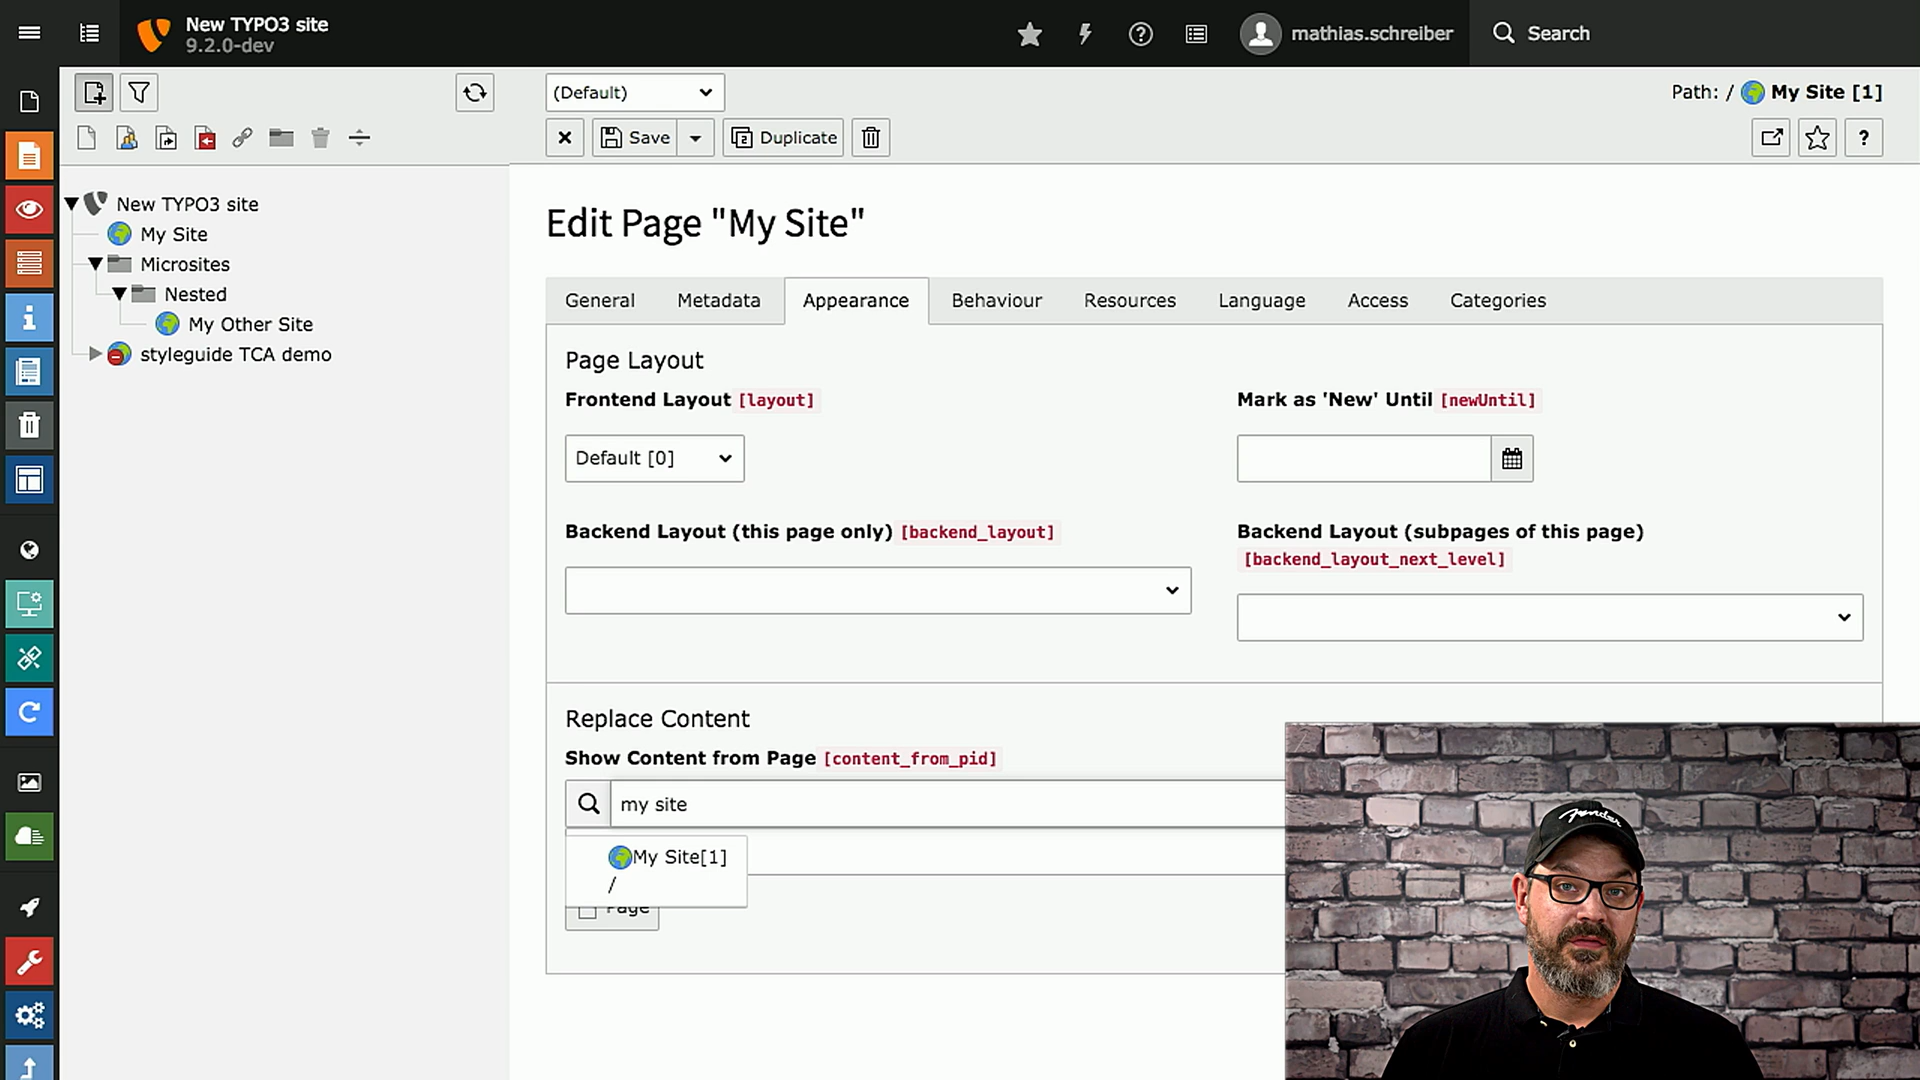 New TYPO3 site
9.2.0-dev
mathias.schreiber
Search
(Default)
Path: / My Site [1]
Save
Duplicate
?
New TYPO3 site
My Site
Microsites
Nested
My Other Site
styleguide TCA demo
Edit Page "My Site"
General Metadata Appearance Behaviour Resources Language Access Categories
Page Layout
Frontend Layout [layout]
Mark as 'New' Until [newUntil]
Default [0]
Backend Layout (this page only) [backend_layout]
Backend Layout (subpages of this page)
[backend_layout_next_level]
Replace Content
Show Content from Page [content_from_pid]
my site
My Site[1]
/
Page
Fender